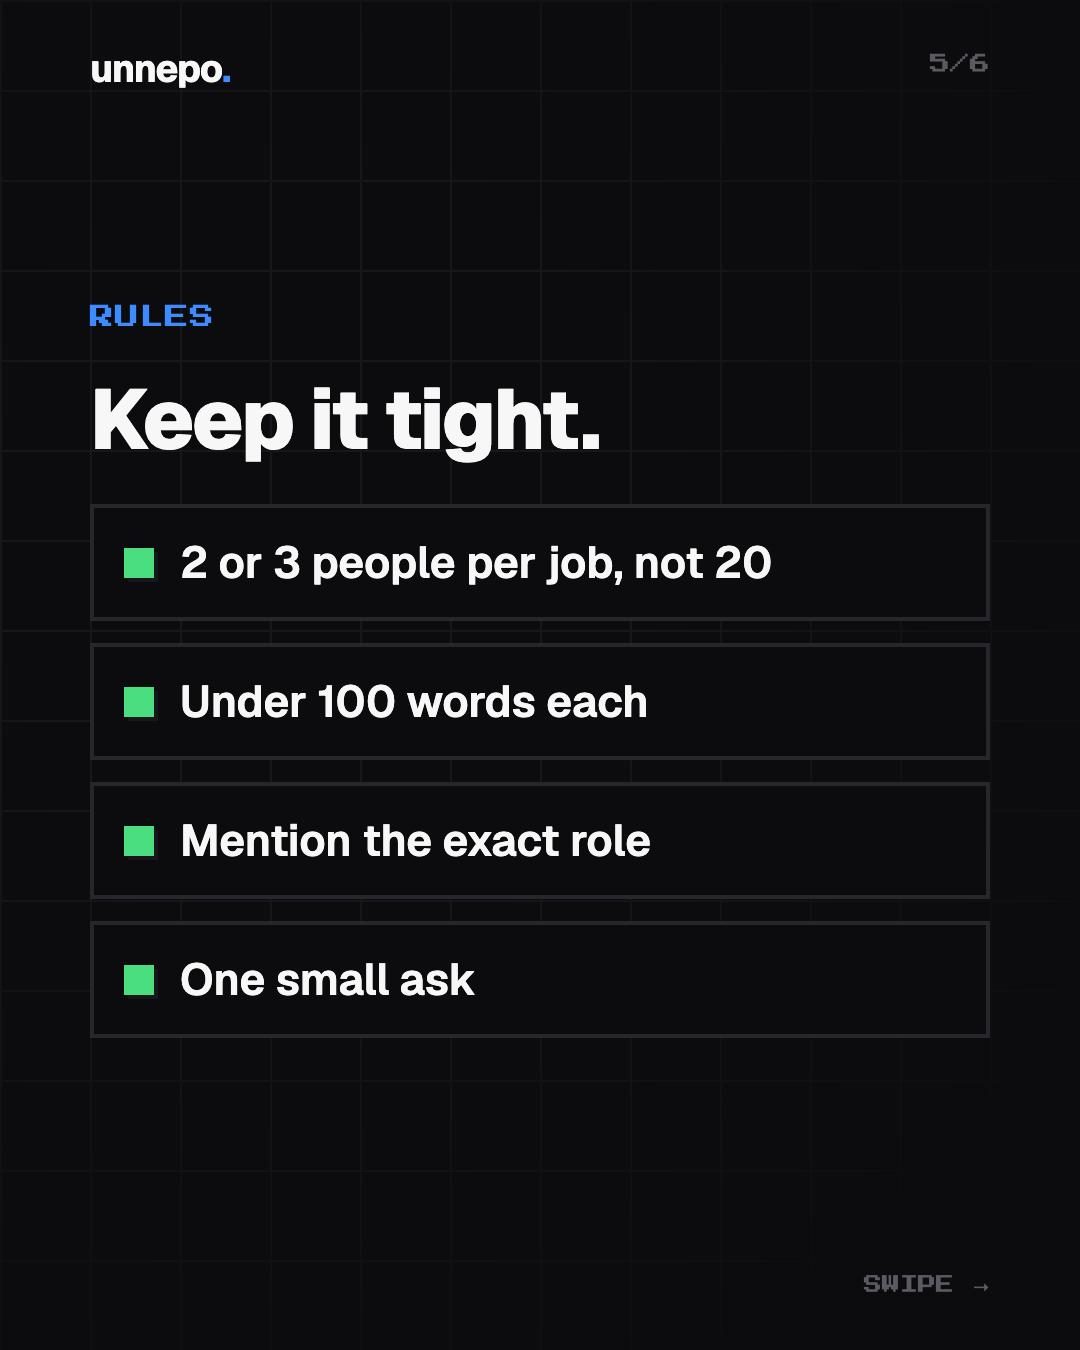 unnepo.
5/6
RULES
Keep it tight.
2 or 3 people per job, not 20
Under 100 words each
Mention the exact role
One small ask
SWIPE →